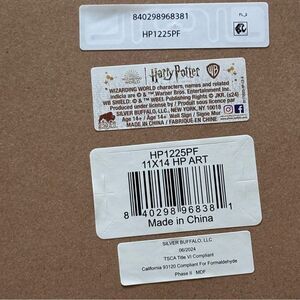 840298968381
FL_2
HP1225PF
Harry Potter
WB
WIZARDING WORLD characters, names and related
indicia are © & ™ Warner Bros. Entertainment Inc.
WB SHIELD: © & ™ WBEI. Publishing Rights © JKR. (s24)
Produced under licence by / Produit sous licence par
SILVER BUFFALO, LLC., NEW YORK, NY 10018
Age 14+ / Âge 14+ Wall Sign / Signe Mur
MADE IN CHINA / FABRIQUÉ EN CHINE
HP1225PF
11X14 HP ART
8 40298 96838 1
Made in China
SILVER BUFFALO, LLC
06/2024
TSCA Title VI Compliant
California 93120 Compliant For Formaldehyde
Phase II MDF